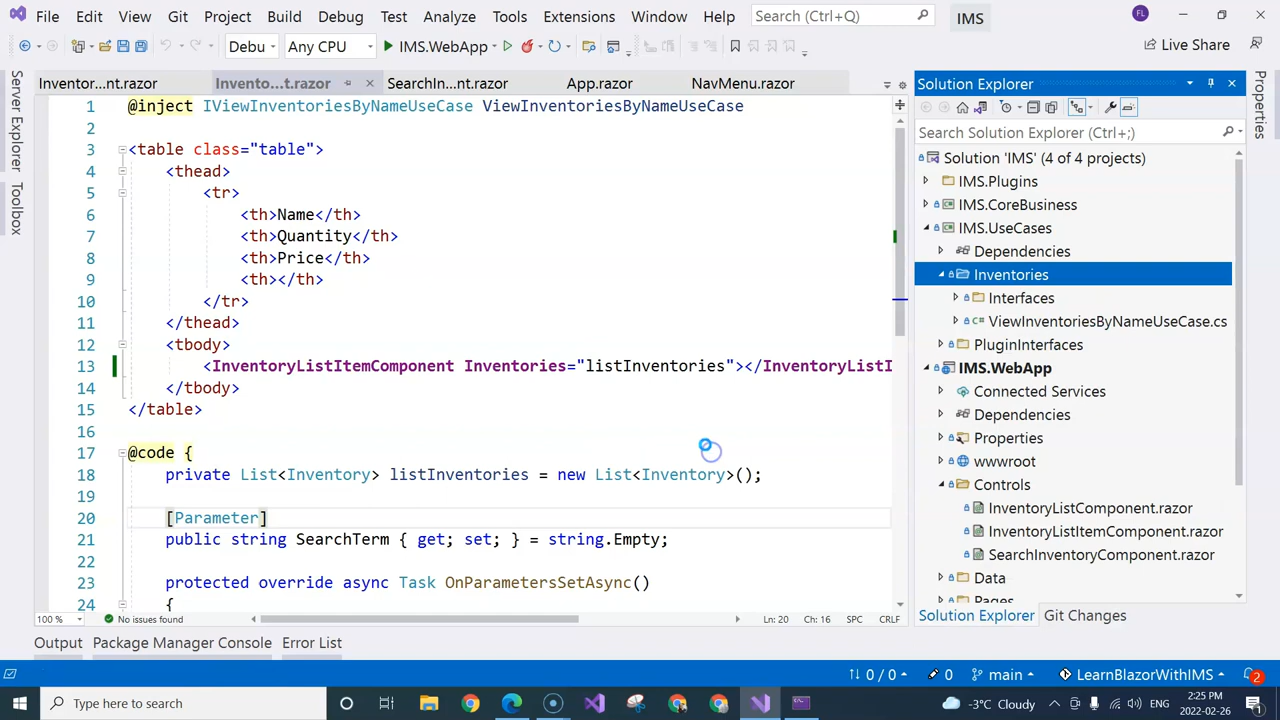 File Edit View Git Project Build Debug Test Analyze Tools Extensions Window Help Search (Ctrl+Q) IMS FL
Debu Any CPU IMS.WebApp Live Share
Server Explorer
Toolbox
Inventor...nt.razor Invento...t.razor SearchIn...nt.razor App.razor NavMenu.razor
1 @inject IViewInventoriesByNameUseCase ViewInventoriesByNameUseCase
2
3 <table class="table">
4 <thead>
5 <tr>
6 <th>Name</th>
7 <th>Quantity</th>
8 <th>Price</th>
9 <th></th>
10 </tr>
11 </thead>
12 <tbody>
13 <InventoryListItemComponent Inventories="listInventories"></InventoryListI
14 </tbody>
15 </table>
16
17 @code {
18 private List<Inventory> listInventories = new List<Inventory>();
19
20 [Parameter]
21 public string SearchTerm { get; set; } = string.Empty;
22
23 protected override async Task OnParametersSetAsync()
24 {
100 % No issues found Ln: 20 Ch: 16 SPC CRLF
Output Package Manager Console Error List
Solution Explorer
Search Solution Explorer (Ctrl+;)
Solution 'IMS' (4 of 4 projects)
IMS.Plugins
IMS.CoreBusiness
IMS.UseCases
Dependencies
Inventories
Interfaces
C# ViewInventoriesByNameUseCase.cs
PluginInterfaces
IMS.WebApp
Connected Services
Dependencies
Properties
wwwroot
Controls
InventoryListComponent.razor
InventoryListItemComponent.razor
SearchInventoryComponent.razor
Data
Pages
Solution Explorer Git Changes
Properties
0 / 0 0 main LearnBlazorWithIMS 2
Type here to search -3°C Cloudy ENG 2:25 PM 2022-02-26 1